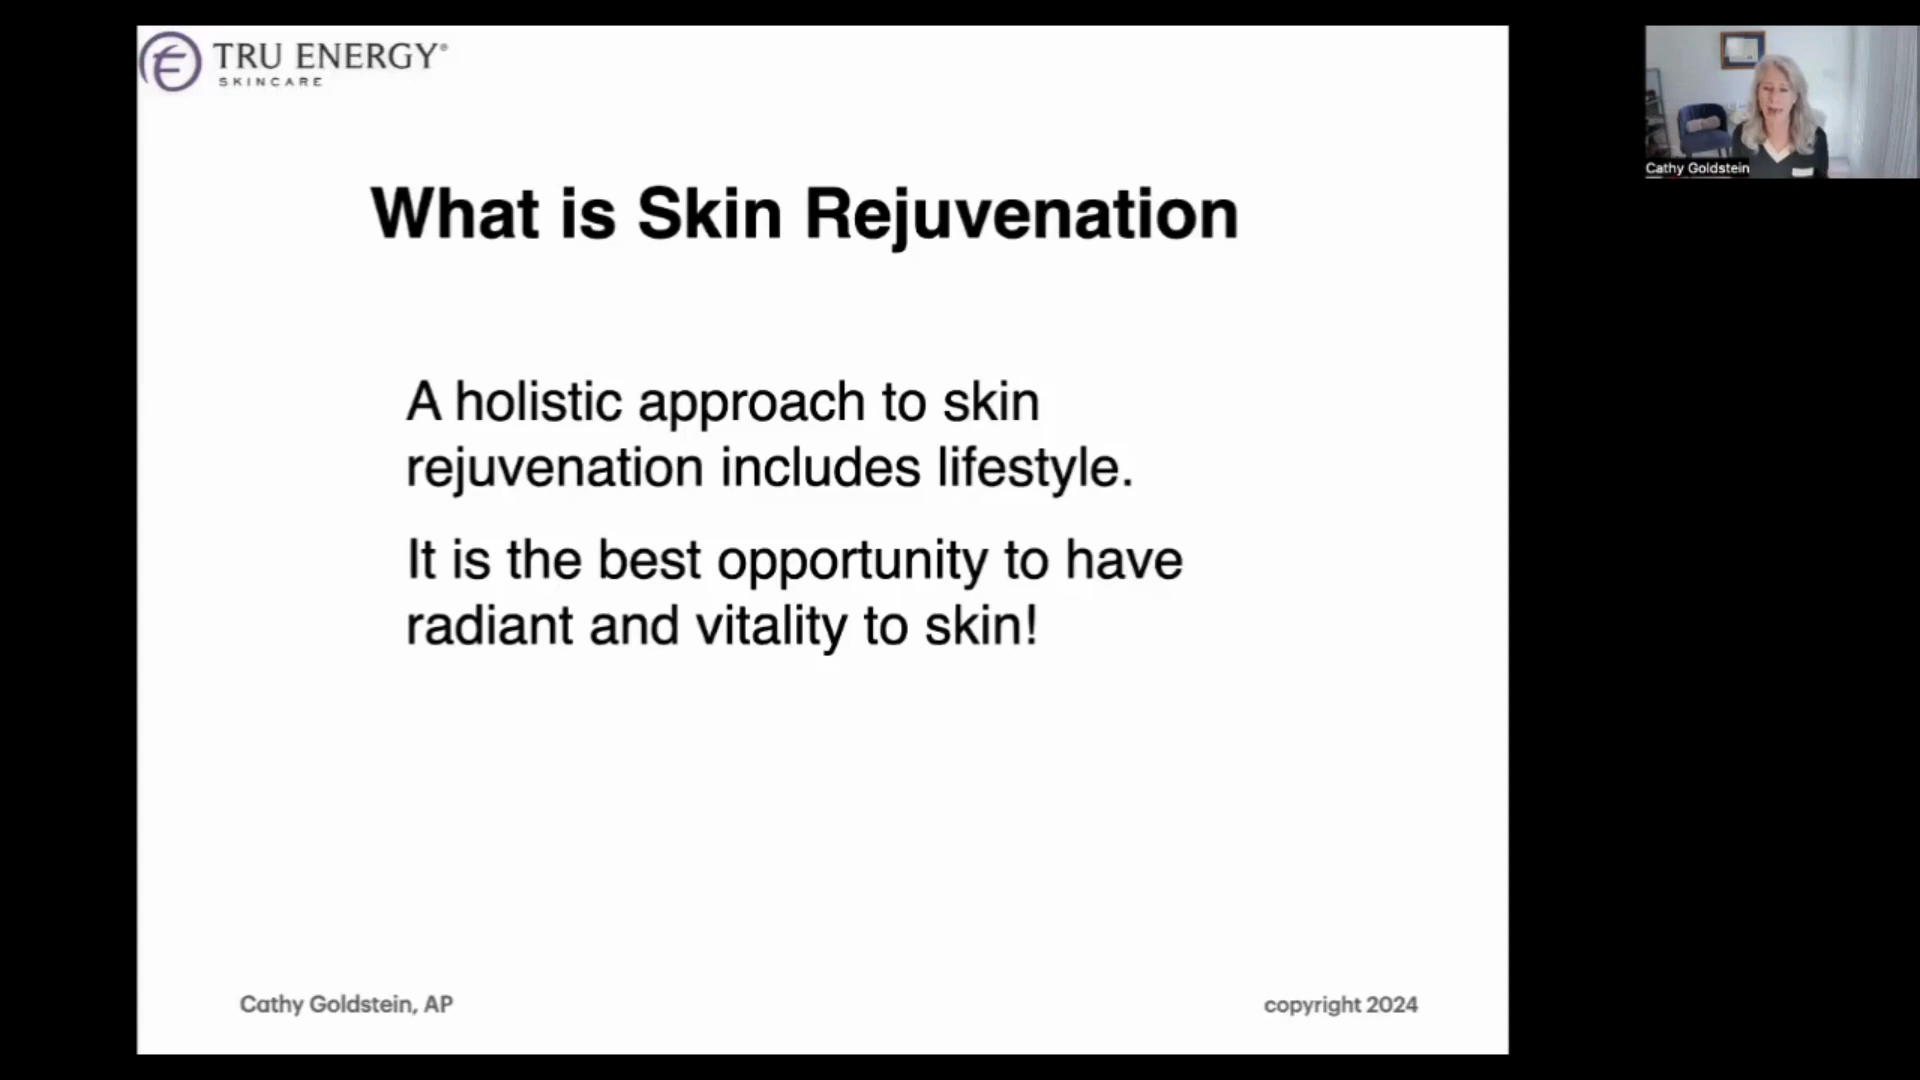 TRU ENERGY®
SKINCARE
What is Skin Rejuvenation
A holistic approach to skin
rejuvenation includes lifestyle.
It is the best opportunity to have
radiant and vitality to skin!
Cathy Goldstein, AP
copyright 2024
Cathy Goldstein